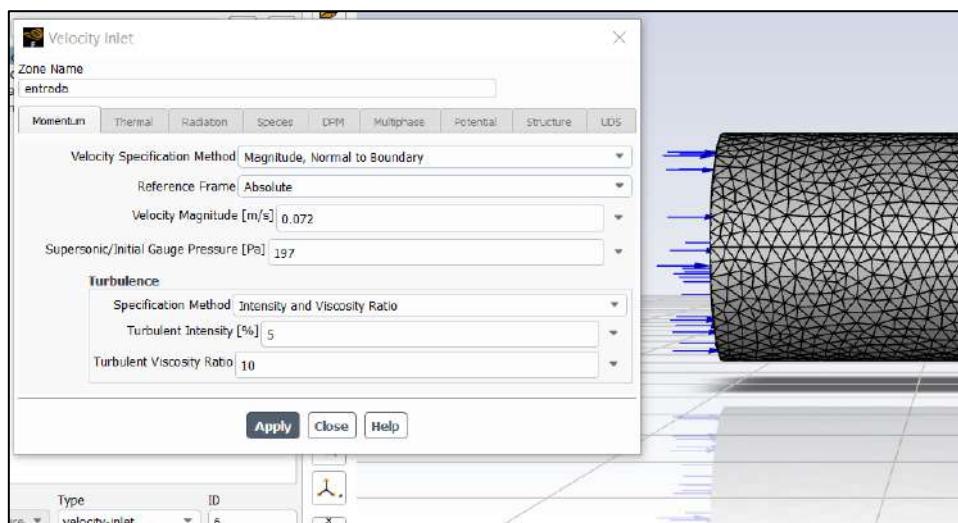 Velocity Inlet
Zone Name
entrada
Momentum Thermal Radiation Species DPM Multiphase Potential Structure UDS
Velocity Specification Method Magnitude, Normal to Boundary
Reference Frame Absolute
Velocity Magnitude [m/s] 0.072
Supersonic/Initial Gauge Pressure [Pa] 197
Turbulence
Specification Method Intensity and Viscosity Ratio
Turbulent Intensity [%] 5
Turbulent Viscosity Ratio 10
Apply Close Help
Type ID
velocity-inlet 6